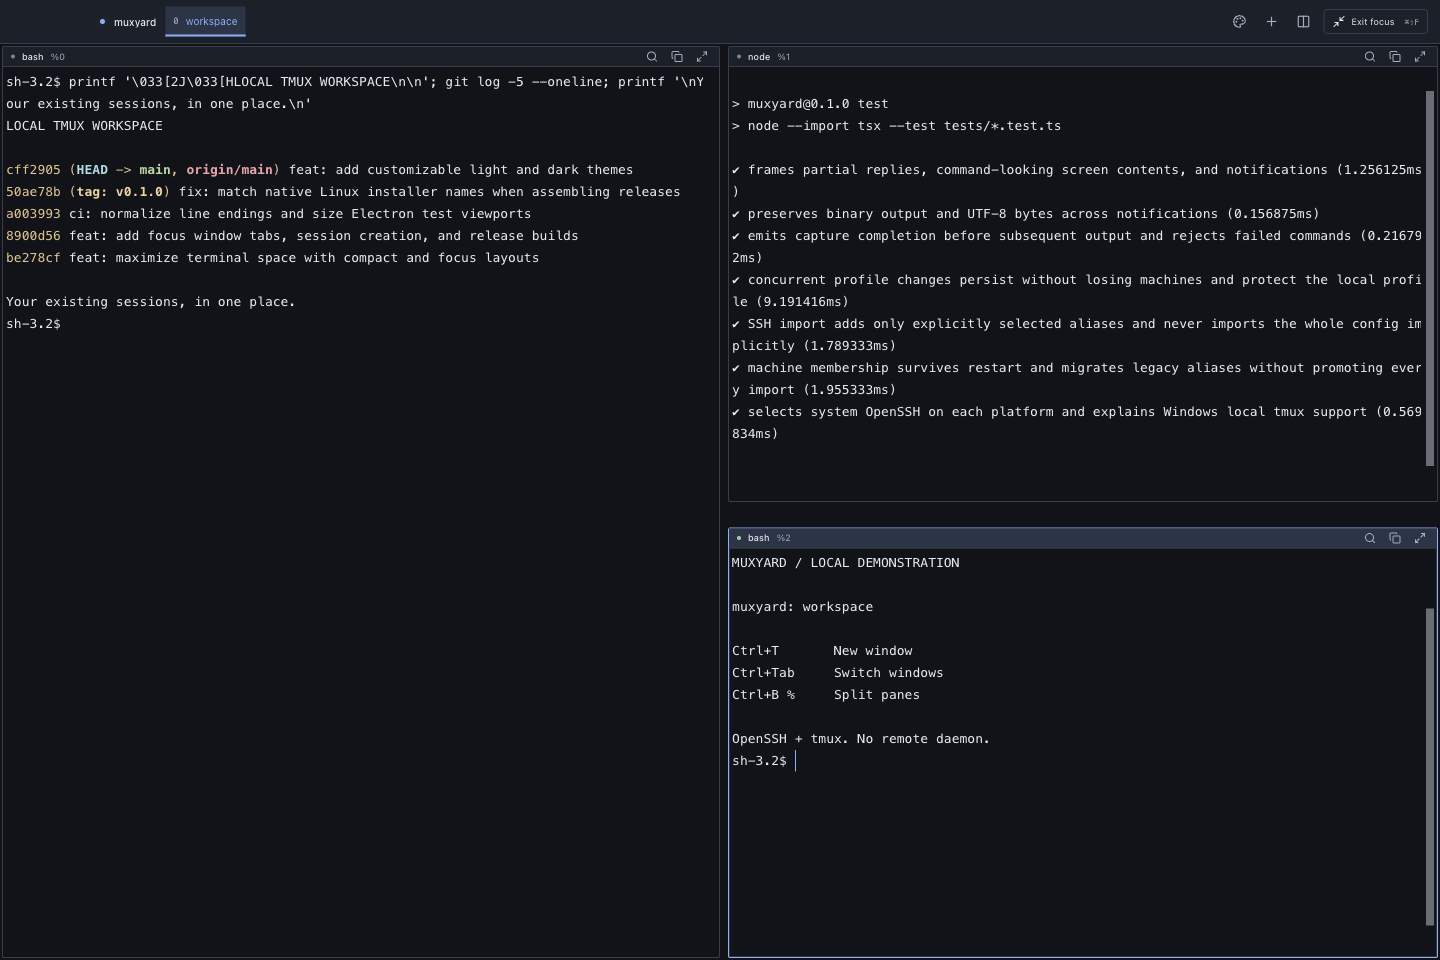 muxyard
0 workspace
Exit focus ⌘⇧F
bash %0
sh-3.2$ printf '\033[2J\033[HLOCAL TMUX WORKSPACE\n\n'; git log -5 --oneline; printf '\nY
our existing sessions, in one place.\n'
LOCAL TMUX WORKSPACE
cff2905 (HEAD -> main, origin/main) feat: add customizable light and dark themes
50ae78b (tag: v0.1.0) fix: match native Linux installer names when assembling releases
a003993 ci: normalize line endings and size Electron test viewports
8900d56 feat: add focus window tabs, session creation, and release builds
be278cf feat: maximize terminal space with compact and focus layouts
Your existing sessions, in one place.
sh-3.2$
node %1
> muxyard@0.1.0 test
> node --import tsx --test tests/*.test.ts
✔ frames partial replies, command-looking screen contents, and notifications (1.256125ms
)
✔ preserves binary output and UTF-8 bytes across notifications (0.156875ms)
✔ emits capture completion before subsequent output and rejects failed commands (0.21679
2ms)
✔ concurrent profile changes persist without losing machines and protect the local profi
le (9.191416ms)
✔ SSH import adds only explicitly selected aliases and never imports the whole config im
plicitly (1.789333ms)
✔ machine membership survives restart and migrates legacy aliases without promoting ever
y import (1.955333ms)
✔ selects system OpenSSH on each platform and explains Windows local tmux support (0.569
834ms)
bash %2
MUXYARD / LOCAL DEMONSTRATION
muxyard: workspace
Ctrl+T New window
Ctrl+Tab Switch windows
Ctrl+B % Split panes
OpenSSH + tmux. No remote daemon.
sh-3.2$